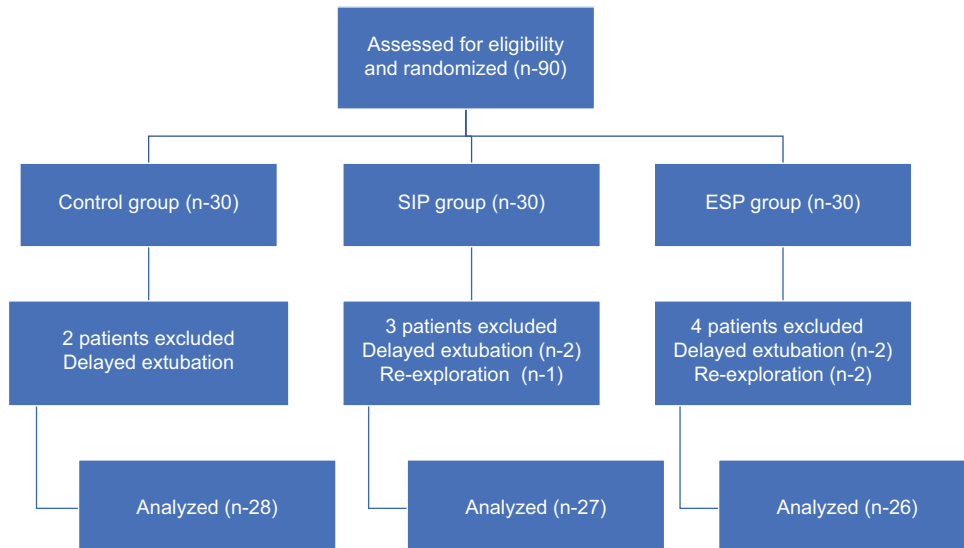 Assessed for eligibility
and randomized (n-90)
Control group (n-30)
SIP group (n-30)
ESP group (n-30)
2 patients excluded
Delayed extubation
3 patients excluded
Delayed extubation (n-2)
Re-exploration (n-1)
4 patients excluded
Delayed extubation (n-2)
Re-exploration (n-2)
Analyzed (n-28)
Analyzed (n-27)
Analyzed (n-26)